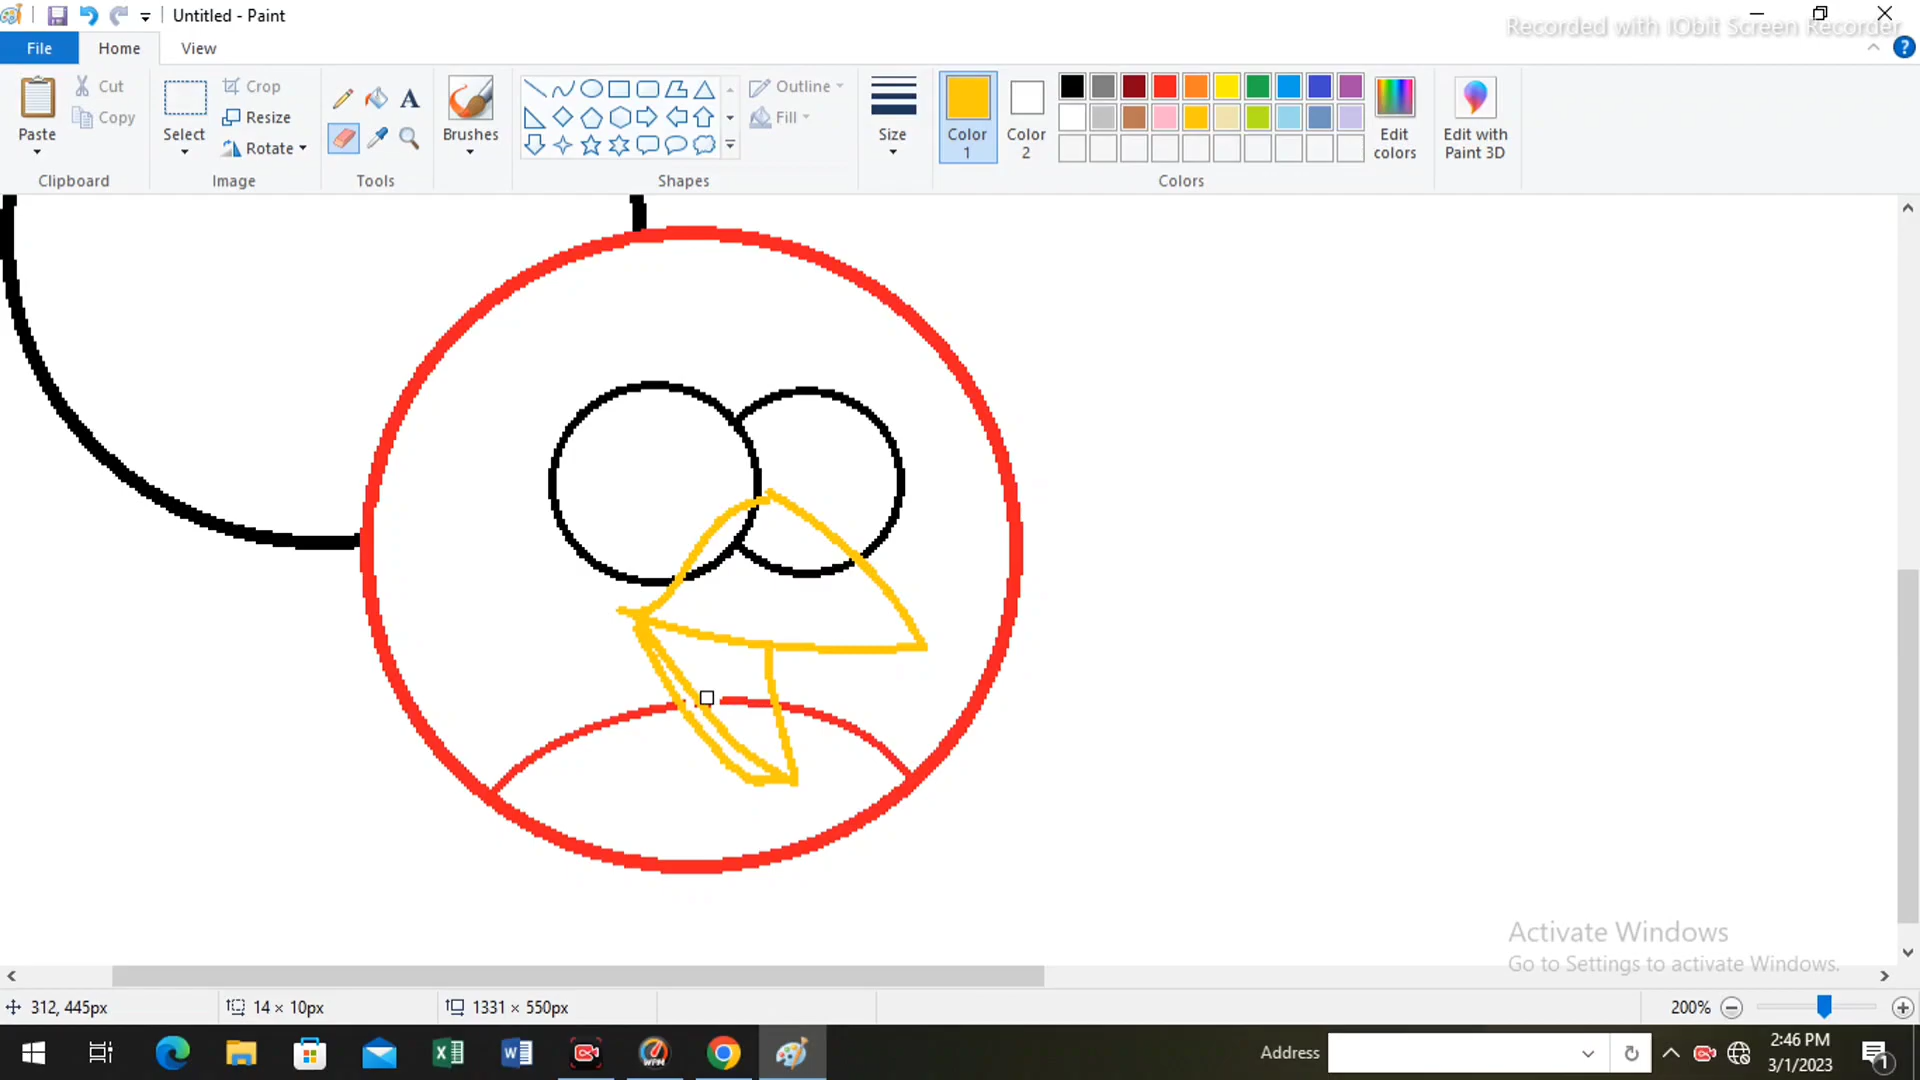 Untitled - Paint
Recorded with IObit Screen Recorder
File
Home
View
Paste
Cut
Copy
Clipboard
Select
Crop
Resize
Rotate
Image
A
Tools
Brushes
Shapes
Outline
Fill
Size
Color
1
Color
2
Edit
colors
Colors
Edit with
Paint 3D
?
Activate Windows
Go to Settings to activate Windows.
312, 445px
14 × 10px
1331 × 550px
200%
WPM
Address
2:46 PM
3/1/2023
1